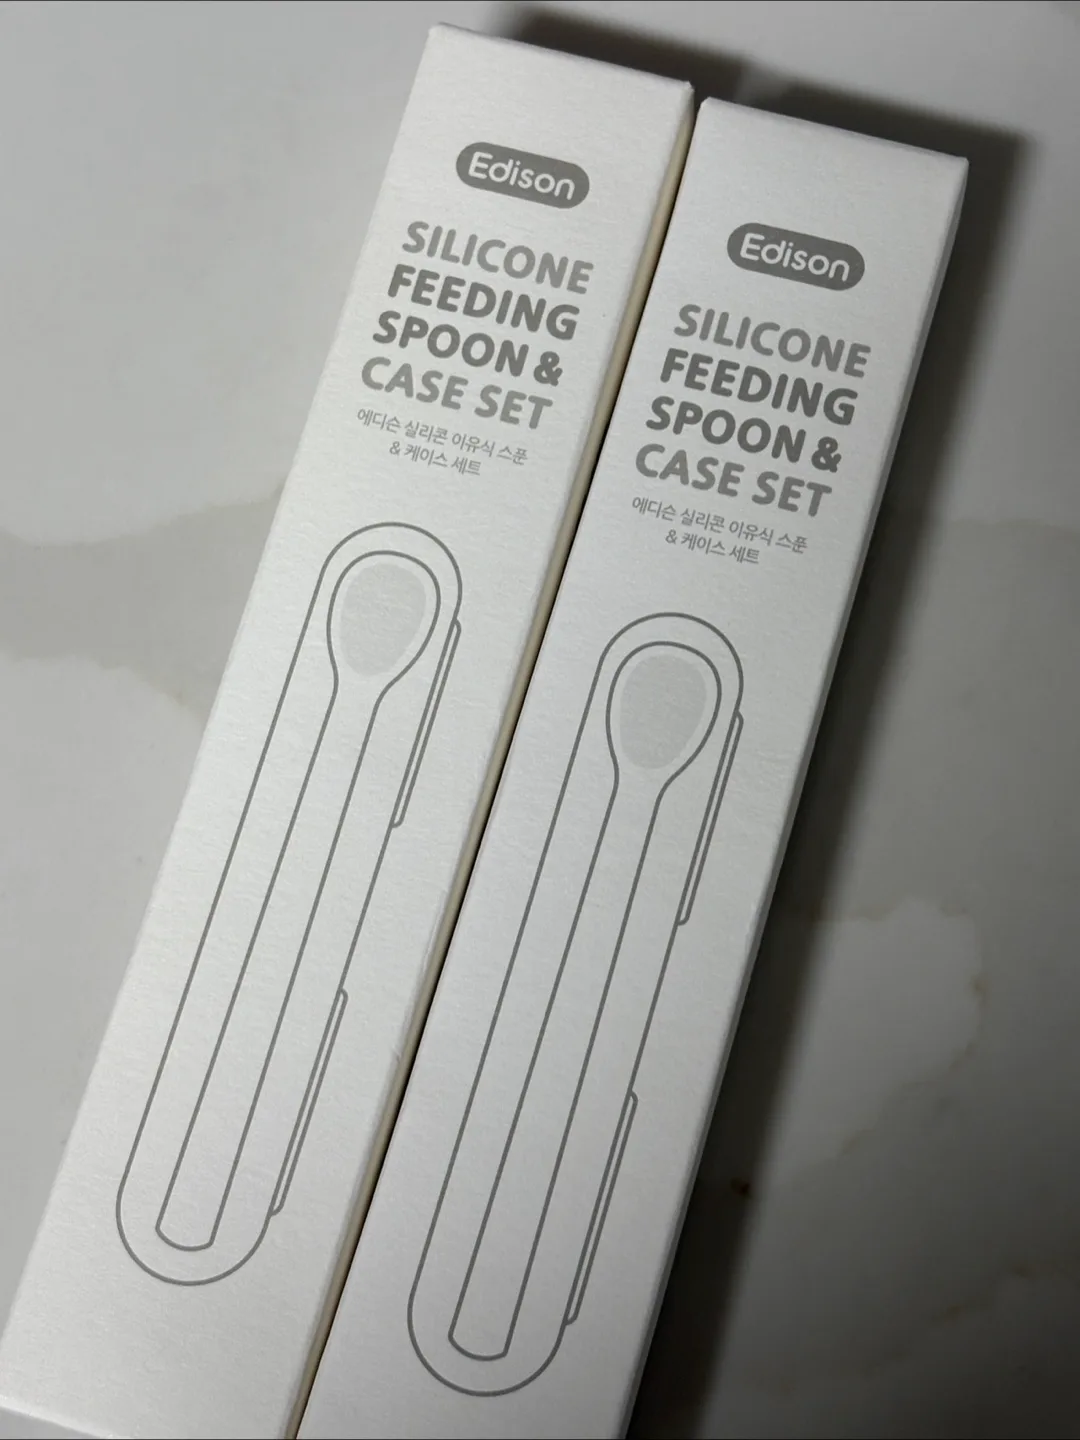 Edison
SILICONE
FEEDING
SPOON &
CASE SET
에디슨 실리콘 이유식 스푼
& 케이스 세트
Edison
SILICONE
FEEDING
SPOON &
CASE SET
에디슨 실리콘 이유식 스푼
& 케이스 세트